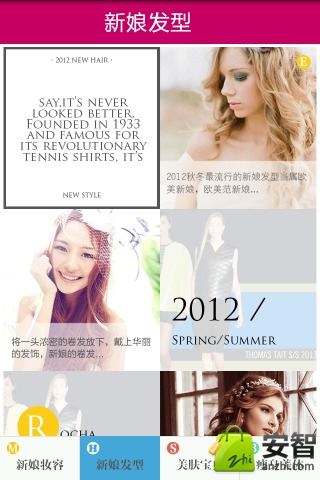 新娘发型
· 2012 NEW HAIR ·
SAY,IT'S NEVER
LOOKED BETTER.
FOUNDED IN 1933
AND FAMOUS FOR
ITS REVOLUTIONARY
TENNIS SHIRTS, IT'S
NEW STYLE
E
2012秋冬最流行的新娘发型当属欧
美新娘，欧美范新娘...
将一头浓密的卷发放下，戴上华丽
的发饰，新娘的卷发...
2012 /
SPRING/SUMMER
THOMAS TAIT S/S 2013
R
OCHA
M
新娘妆容
H
新娘发型
S
美肤宝
安智
zhi
ANZHI.COM